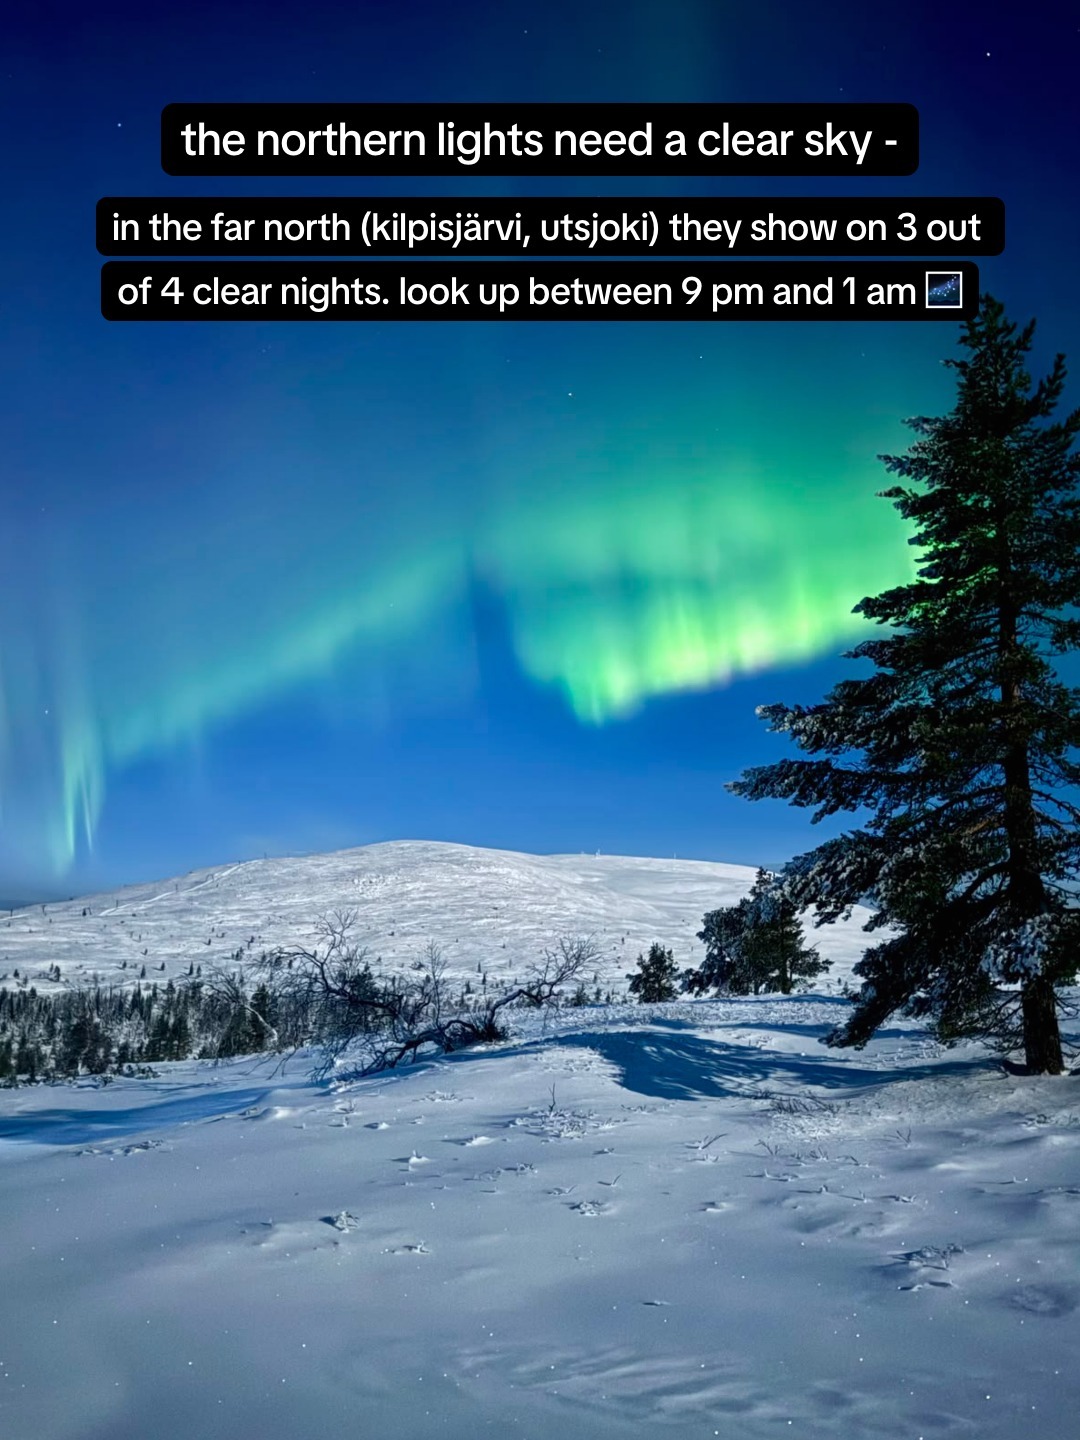 the northern lights need a clear sky -
in the far north (kilpisjärvi, utsjoki) they show on 3 out
of 4 clear nights. look up between 9 pm and 1 am 🌌